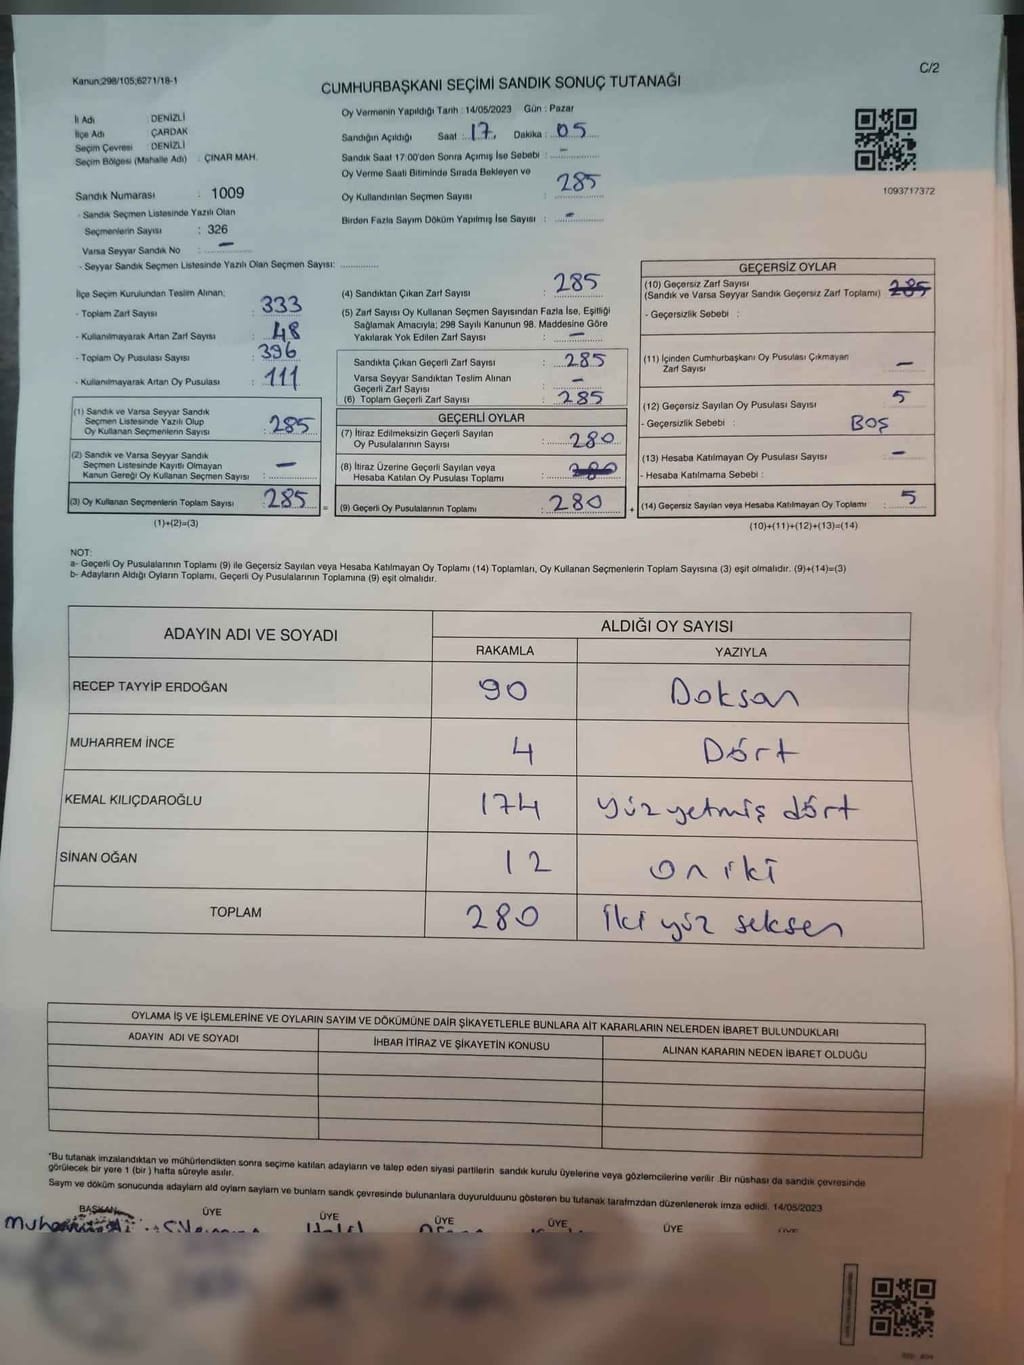 Kanun;298/105;6271/18-1
C/2
CUMHURBAŞKANI SEÇİMİ SANDIK SONUÇ TUTANAĞI
İl Adı : DENİZLİ
İlçe Adı : ÇARDAK
Seçim Çevresi : DENİZLİ
Seçim Bölgesi (Mahalle Adı) : ÇINAR MAH.
Sandık Numarası : 1009
- Sandık Seçmen Listesinde Yazılı Olan
Seçmenlerin Sayısı : 326
Varsa Seyyar Sandık No : -
- Seyyar Sandık Seçmen Listesinde Yazılı Olan Seçmen Sayısı: ..............
Oy Vermenin Yapıldığı Tarih : 14/05/2023 Gün : Pazar
Sandığın Açıldığı Saat : 17. Dakika : 05
Sandık Saat 17:00'den Sonra Açımış İse Sebebi : -
Oy Verme Saati Bitiminde Sırada Bekleyen ve
Oy Kullandırılan Seçmen Sayısı : 285
Birden Fazla Sayım Döküm Yapılmış İse Sayısı : -
1093717372
İlçe Seçim Kurulundan Teslim Alınan:
- Toplam Zarf Sayısı : 333
- Kullanılmayarak Artan Zarf Sayısı : 48
- Toplam Oy Pusulası Sayısı : 396
- Kullanılmayarak Artan Oy Pusulası : 111
(1) Sandık ve Varsa Seyyar Sandık
Seçmen Listesinde Yazılı Olup
Oy Kullanan Seçmenlerin Sayısı : 285
(2) Sandık ve Varsa Seyyar Sandık
Seçmen Listesinde Kayıtlı Olmayan
Kanun Gereği Oy Kullanan Seçmen Sayısı : -
(3) Oy Kullanan Seçmenlerin Toplam Sayısı : 285
(1)+(2)=(3)
(4) Sandıktan Çıkan Zarf Sayısı : 285
(5) Zarf Sayısı Oy Kullanan Seçmen Sayısından Fazla İse, Eşitliği
Sağlamak Amacıyla; 298 Sayılı Kanunun 98. Maddesine Göre
Yakılarak Yok Edilen Zarf Sayısı : -
Sandıkta Çıkan Geçerli Zarf Sayısı : 285
Varsa Seyyar Sandıktan Teslim Alınan
Geçerli Zarf Sayısı : -
(6) Toplam Geçerli Zarf Sayısı : 285
GEÇERLİ OYLAR
(7) İtiraz Edilmeksizin Geçerli Sayılan
Oy Pusulalarının Sayısı : 280
(8) İtiraz Üzerine Geçerli Sayılan veya
Hesaba Katılan Oy Pusulası Toplamı : 280
= (9) Geçerli Oy Pusulalarının Toplamı : 280
GEÇERSİZ OYLAR
(10) Geçersiz Zarf Sayısı
(Sandık ve Varsa Seyyar Sandık Geçersiz Zarf Toplamı) : 285
- Geçersizlik Sebebi :
(11) İçinden Cumhurbaşkanı Oy Pusulası Çıkmayan
Zarf Sayısı -
(12) Geçersiz Sayılan Oy Pusulası Sayısı 5
- Geçersizlik Sebebi : BOŞ
(13) Hesaba Katılmayan Oy Pusulası Sayısı -
- Hesaba Katılmama Sebebi :
+ (14) Geçersiz Sayılan veya Hesaba Katılmayan Oy Toplamı : 5
(10)+(11)+(12)+(13)=(14)
NOT:
a- Geçerli Oy Pusulalarının Toplamı (9) ile Geçersiz Sayılan veya Hesaba Katılmayan Oy Toplamı (14) Toplamları, Oy Kullanan Seçmenlerin Toplam Sayısına (3) eşit olmalıdır. (9)+(14)=(3)
b- Adayların Aldığı Oyların Toplamı, Geçerli Oy Pusulalarının Toplamına (9) eşit olmalıdır.
ADAYIN ADI VE SOYADI
ALDIĞI OY SAYISI
RAKAMLA YAZIYLA
RECEP TAYYİP ERDOĞAN 90 Doksan
MUHARREM İNCE 4 Dört
KEMAL KILIÇDAROĞLU 174 yüz yetmiş dört
SİNAN OĞAN 12 on iki
TOPLAM 280 iki yüz seksen
OYLAMA İŞ VE İŞLEMLERİNE VE OYLARIN SAYIM VE DÖKÜMÜNE DAİR ŞİKAYETLERLE BUNLARA AİT KARARLARIN NELERDEN İBARET BULUNDUKLARI
ADAYIN ADI VE SOYADI İHBAR İTİRAZ VE ŞİKAYETİN KONUSU ALINAN KARARIN NEDEN İBARET OLDUĞU
*Bu tutanak imzalandıktan ve mühürlendikten sonra seçime katılan adayların ve talep eden siyasi partilerin sandık kurulu üyelerine veya gözlemcilerine verilir .Bir nüshası da sandık çevresinde
görülecek bir yere 1 (bir ) hafta süreyle asılır.
Sayım ve döküm sonucunda adayların ald oyların sayların ve bunların sandk çevresinde bulunanlara duyurulduunu gösteren bu tutanak tarafmzdan düzenlenerek imza edildi. 14/05/2023
BAŞKAN ÜYE ÜYE ÜYE ÜYE ÜYE ÜYE